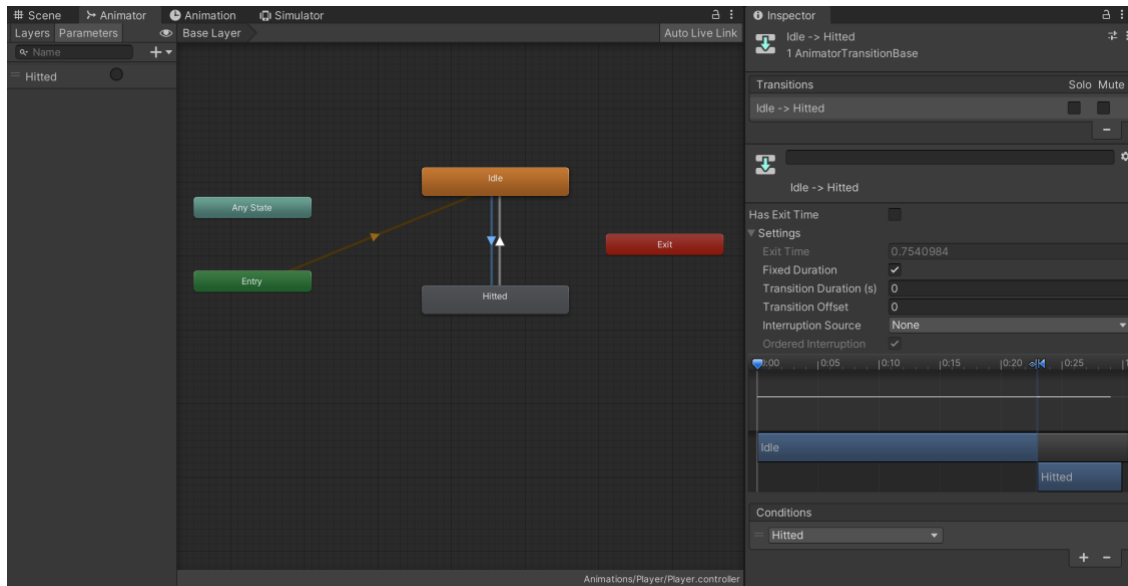 Scene Animator Animation Simulator
Layers Parameters Base Layer Auto Live Link
Name
Hitted
Any State
Entry
Idle
Hitted
Exit
Animations/Player/Player.controller
Inspector
Idle -> Hitted
1 AnimatorTransitionBase
Transitions Solo Mute
Idle -> Hitted
Idle -> Hitted
Has Exit Time
Settings
Exit Time 0.7540984
Fixed Duration
Transition Duration (s) 0
Transition Offset 0
Interruption Source None
Ordered Interruption
0:00 0:05 0:10 0:15 0:20 0:25
Idle
Hitted
Conditions
Hitted